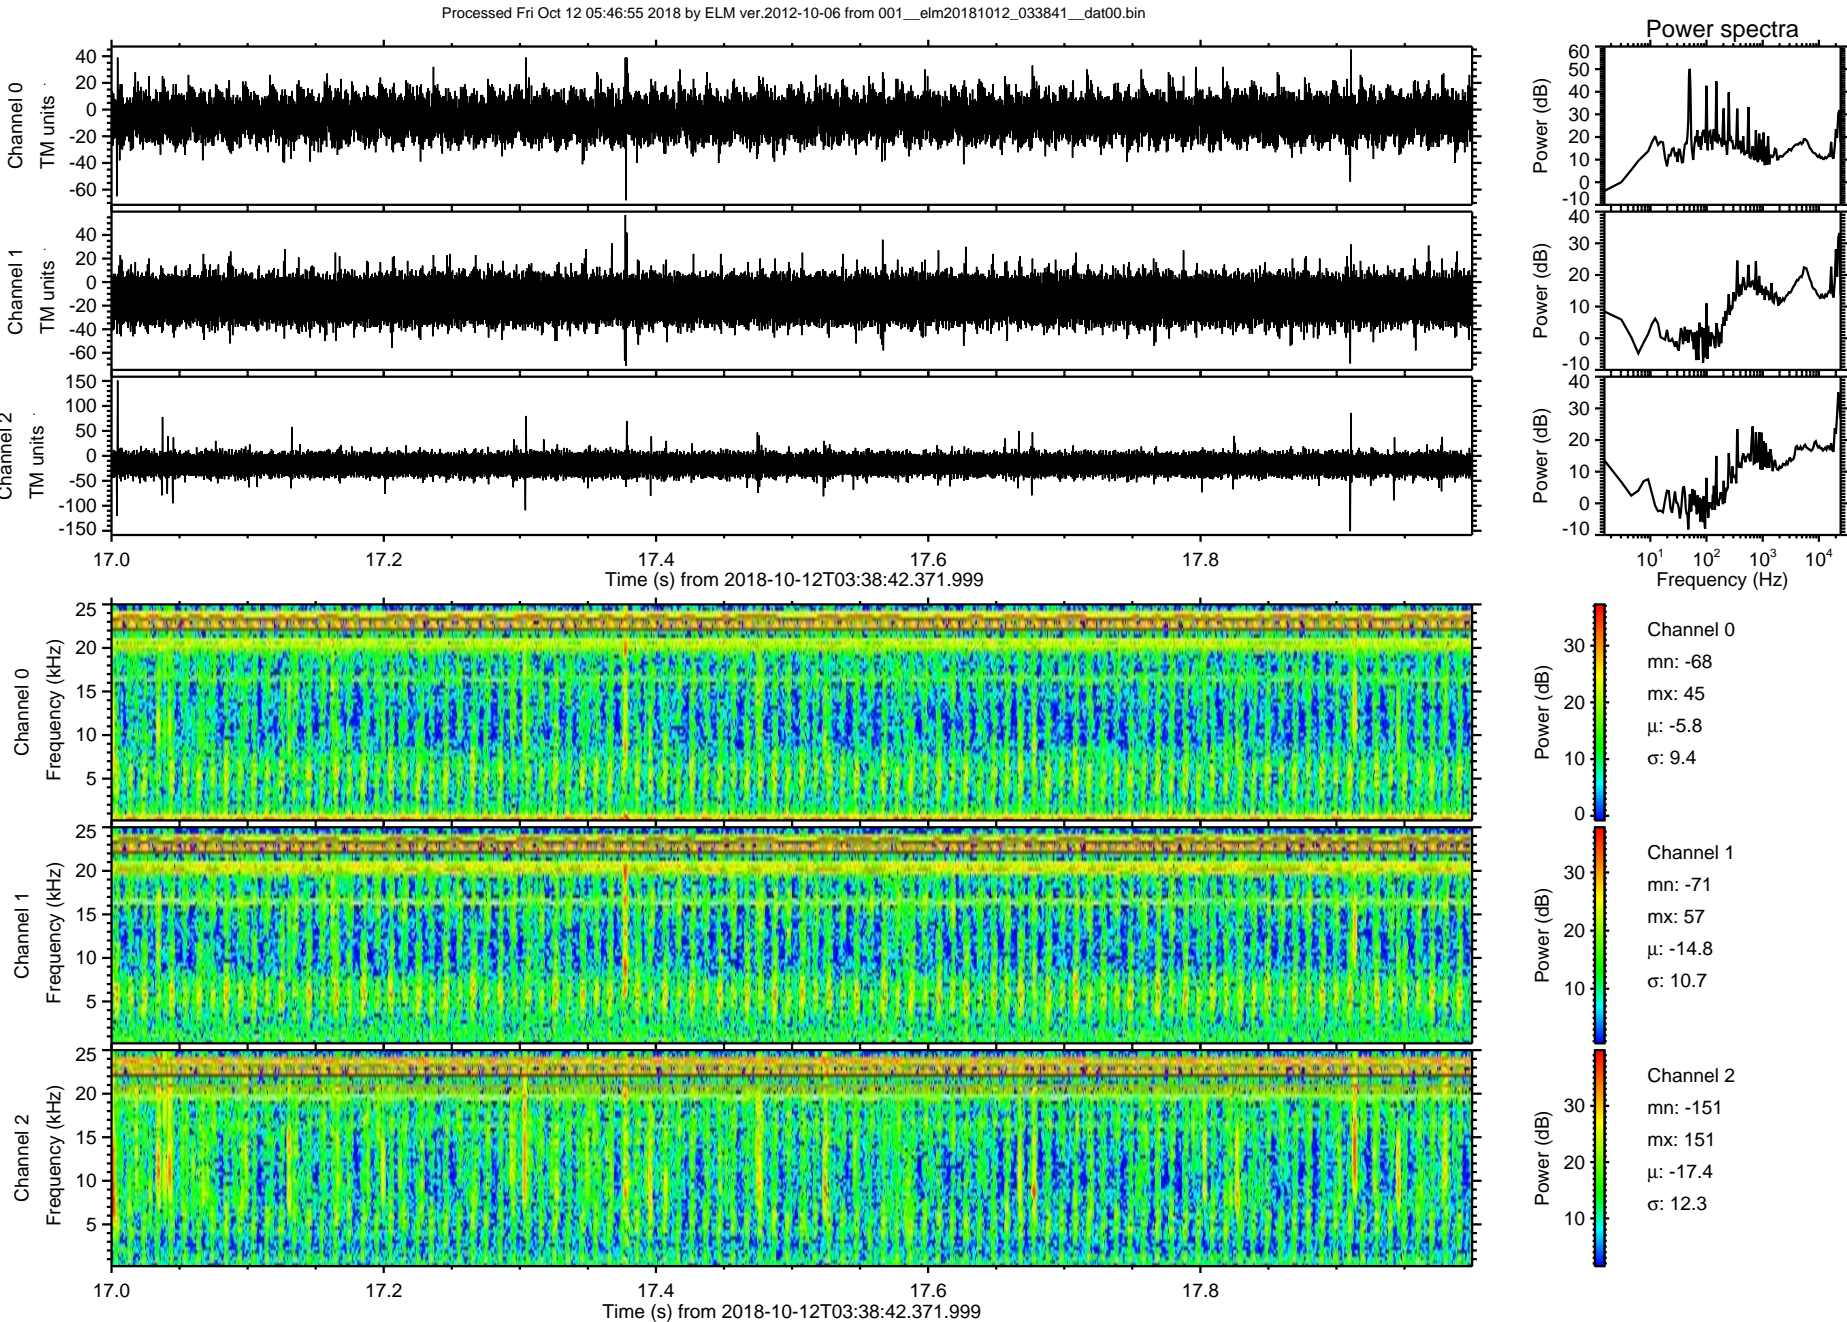 Processed Fri Oct 12 05:46:55 2018 by ELM ver.2012-10-06 from 001__elm20181012_033841__dat00.bin
Power spectra
Channel 0
TM units
40
20
0
-20
-40
-60
Power (dB)
60
50
40
30
20
10
0
-10
Channel 1
TM units
40
20
0
-20
-40
-60
Power (dB)
40
30
20
10
0
-10
Channel 2
TM units
150
100
50
0
-50
-100
-150
Power (dB)
40
30
20
10
0
-10
17.0 17.2 17.4 17.6 17.8
Time (s) from 2018-10-12T03:38:42.371.999
10¹ 10² 10³ 10⁴
Frequency (Hz)
Channel 0
Frequency (kHz)
25
20
15
10
5
Power (dB)
30
20
10
0
Channel 0
mn: -68
mx: 45
μ: -5.8
σ: 9.4
Channel 1
Frequency (kHz)
25
20
15
10
5
Power (dB)
30
20
10
Channel 1
mn: -71
mx: 57
μ: -14.8
σ: 10.7
Channel 2
Frequency (kHz)
25
20
15
10
5
Power (dB)
30
20
10
Channel 2
mn: -151
mx: 151
μ: -17.4
σ: 12.3
17.0 17.2 17.4 17.6 17.8
Time (s) from 2018-10-12T03:38:42.371.999